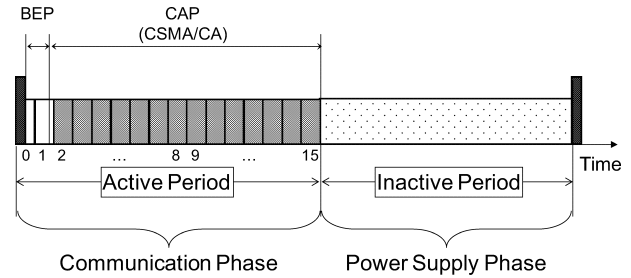 BEP
CAP
(CSMA/CA)
0 1 2 ... 8 9 ... 15
Time
Active Period
Inactive Period
Communication Phase
Power Supply Phase